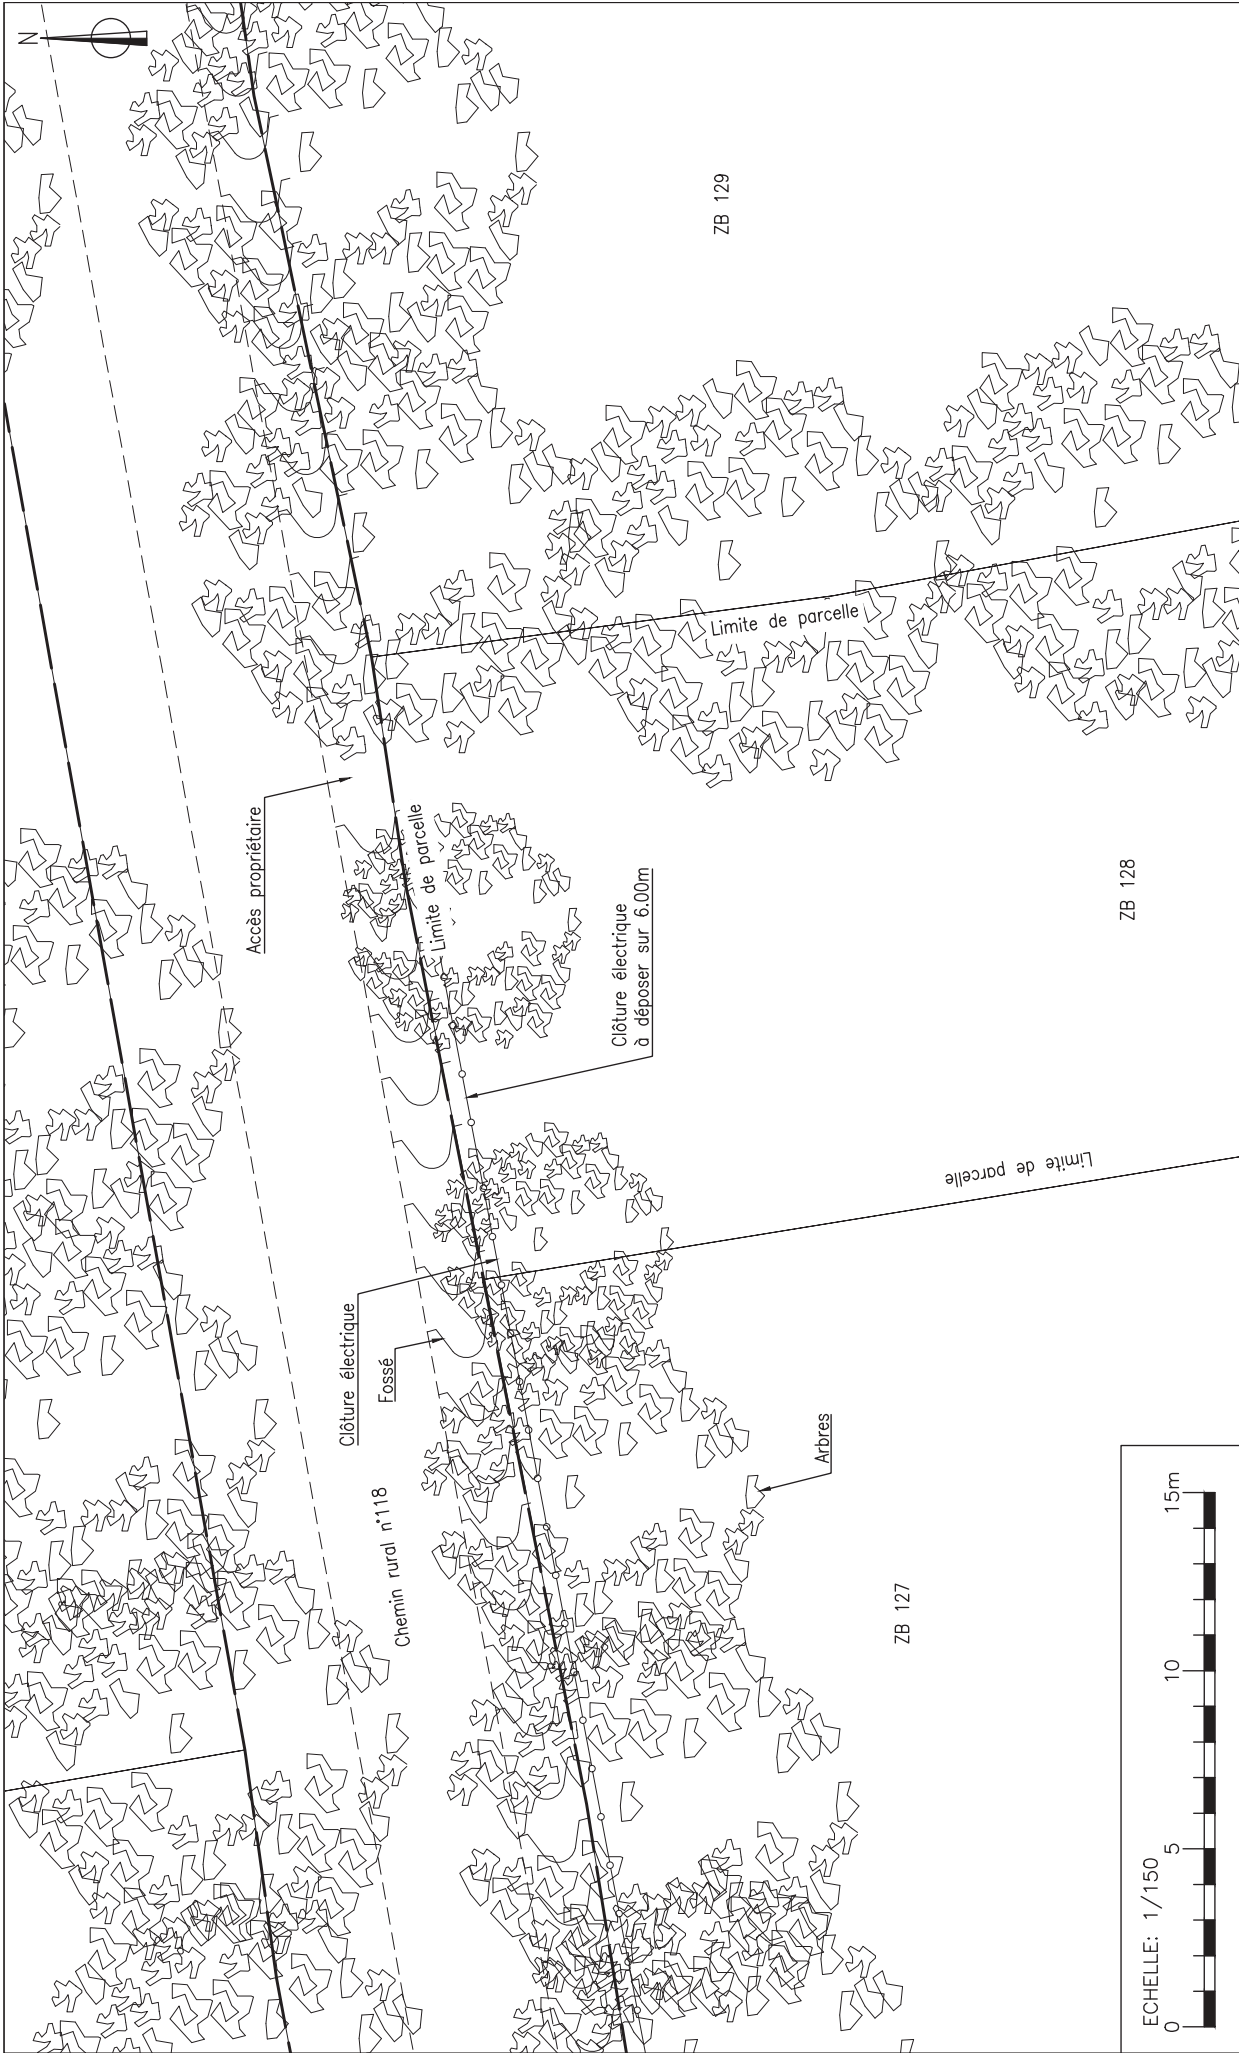 N
ZB 129
Limite de parcelle
Accès propriétaire
Limite de parcelle
Clôture électrique
à déposer sur 6.00m
ZB 128
Limite de parcelle
Clôture électrique
Fossé
Chemin rural n°118
Arbres
ZB 127
ECHELLE: 1/150
0 5 10 15m